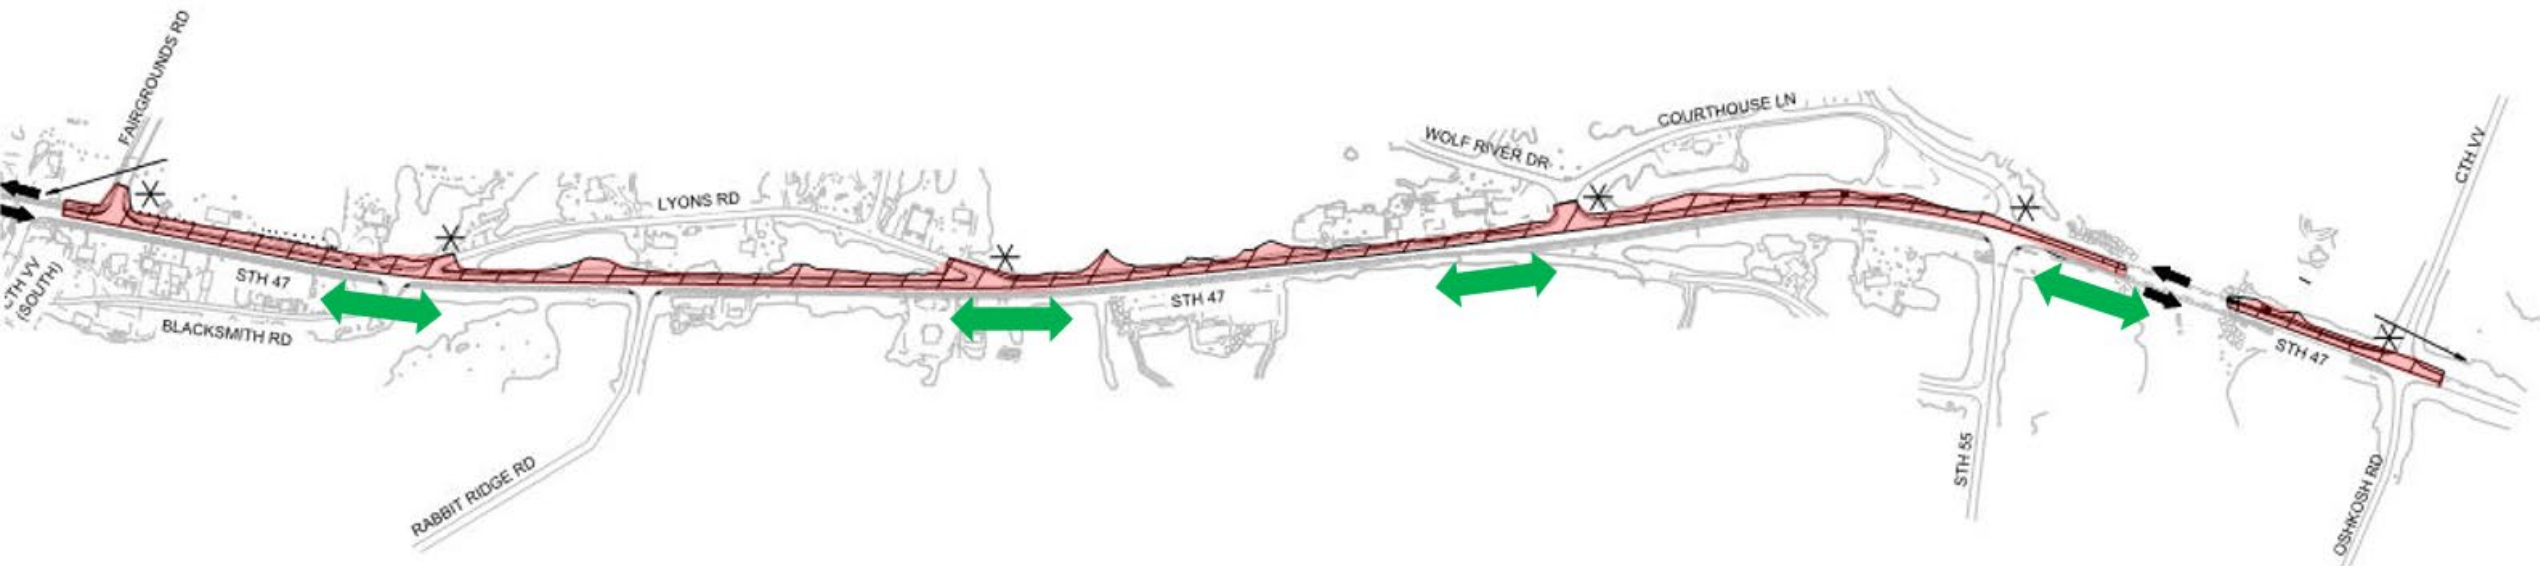 FAIRGROUNDS RD
CTH VV
(SOUTH)
STH 47
BLACKSMITH RD
LYONS RD
RABBIT RIDGE RD
STH 47
WOLF RIVER DR
COURTHOUSE LN
STH 55
STH 47
CTH VV
OSHKOSH RD